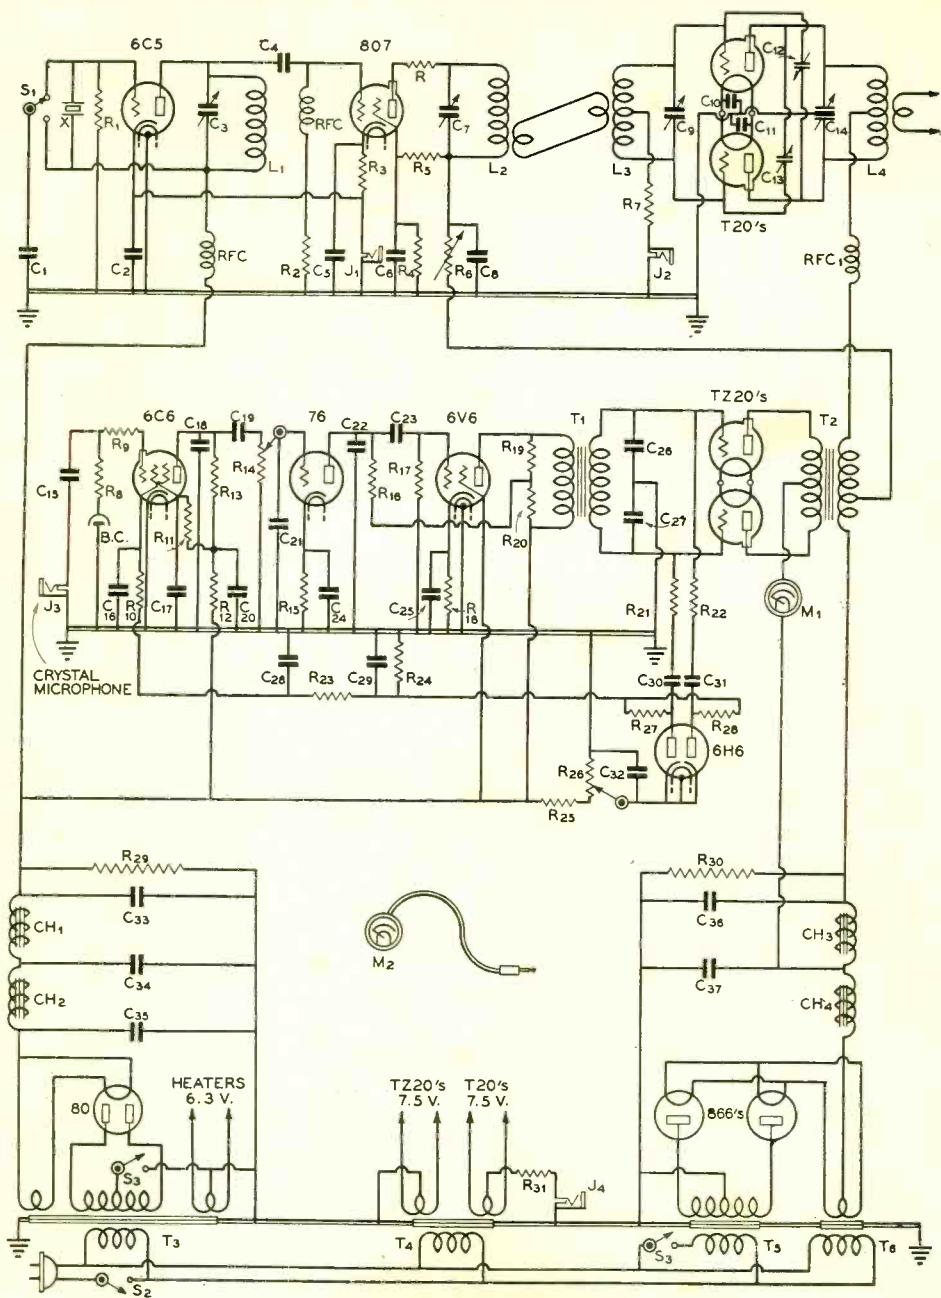 6C5
C4
807
S1
X
R1
C3
L1
RFC
R3
R
R5
C7
L2
L3
C9
C10
C11
C12
C13
C14
L4
T20's
R7
J2
RFC1
C1
C2
RFC
R2
C5
J1
C6
R4
R6
C8
6C6
C18
C19
76
C22
C23
6V6
T1
TZ20's
T2
R9
C15
R8
B.C.
R11
R13
R14
C21
R16
R17
R19
R20
C26
C27
M1
J3
C16
R10
C17
R12
C20
R15
C24
C25
R18
R21
R22
CRYSTAL
MICROPHONE
C28
R23
C29
R24
C30
C31
R27
R28
6H6
R26
C32
R25
R29
C33
CH1
C34
CH2
C35
M2
R30
C36
CH3
C37
CH4
80
HEATERS
6.3 V.
TZ20's
7.5 V.
T20's
7.5 V.
866's
S3
R31
J4
T3
T4
S3
T5
T6
S2